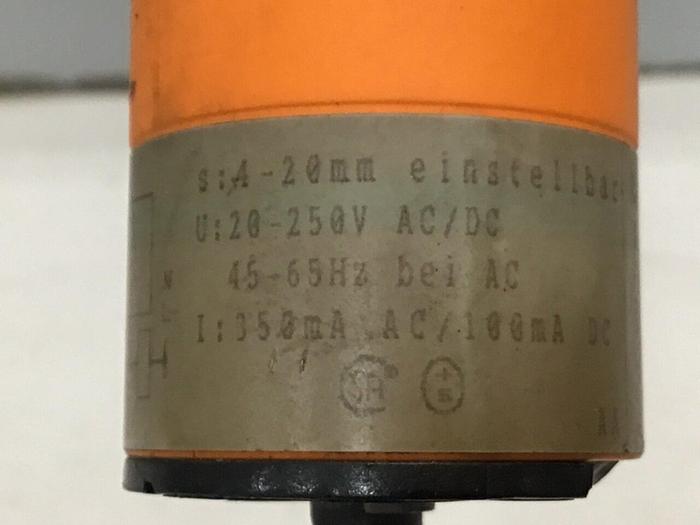 s:4-20mm einstellbar
U:20-250V AC/DC
45-65Hz bei AC
I:350mA AC/100mA DC